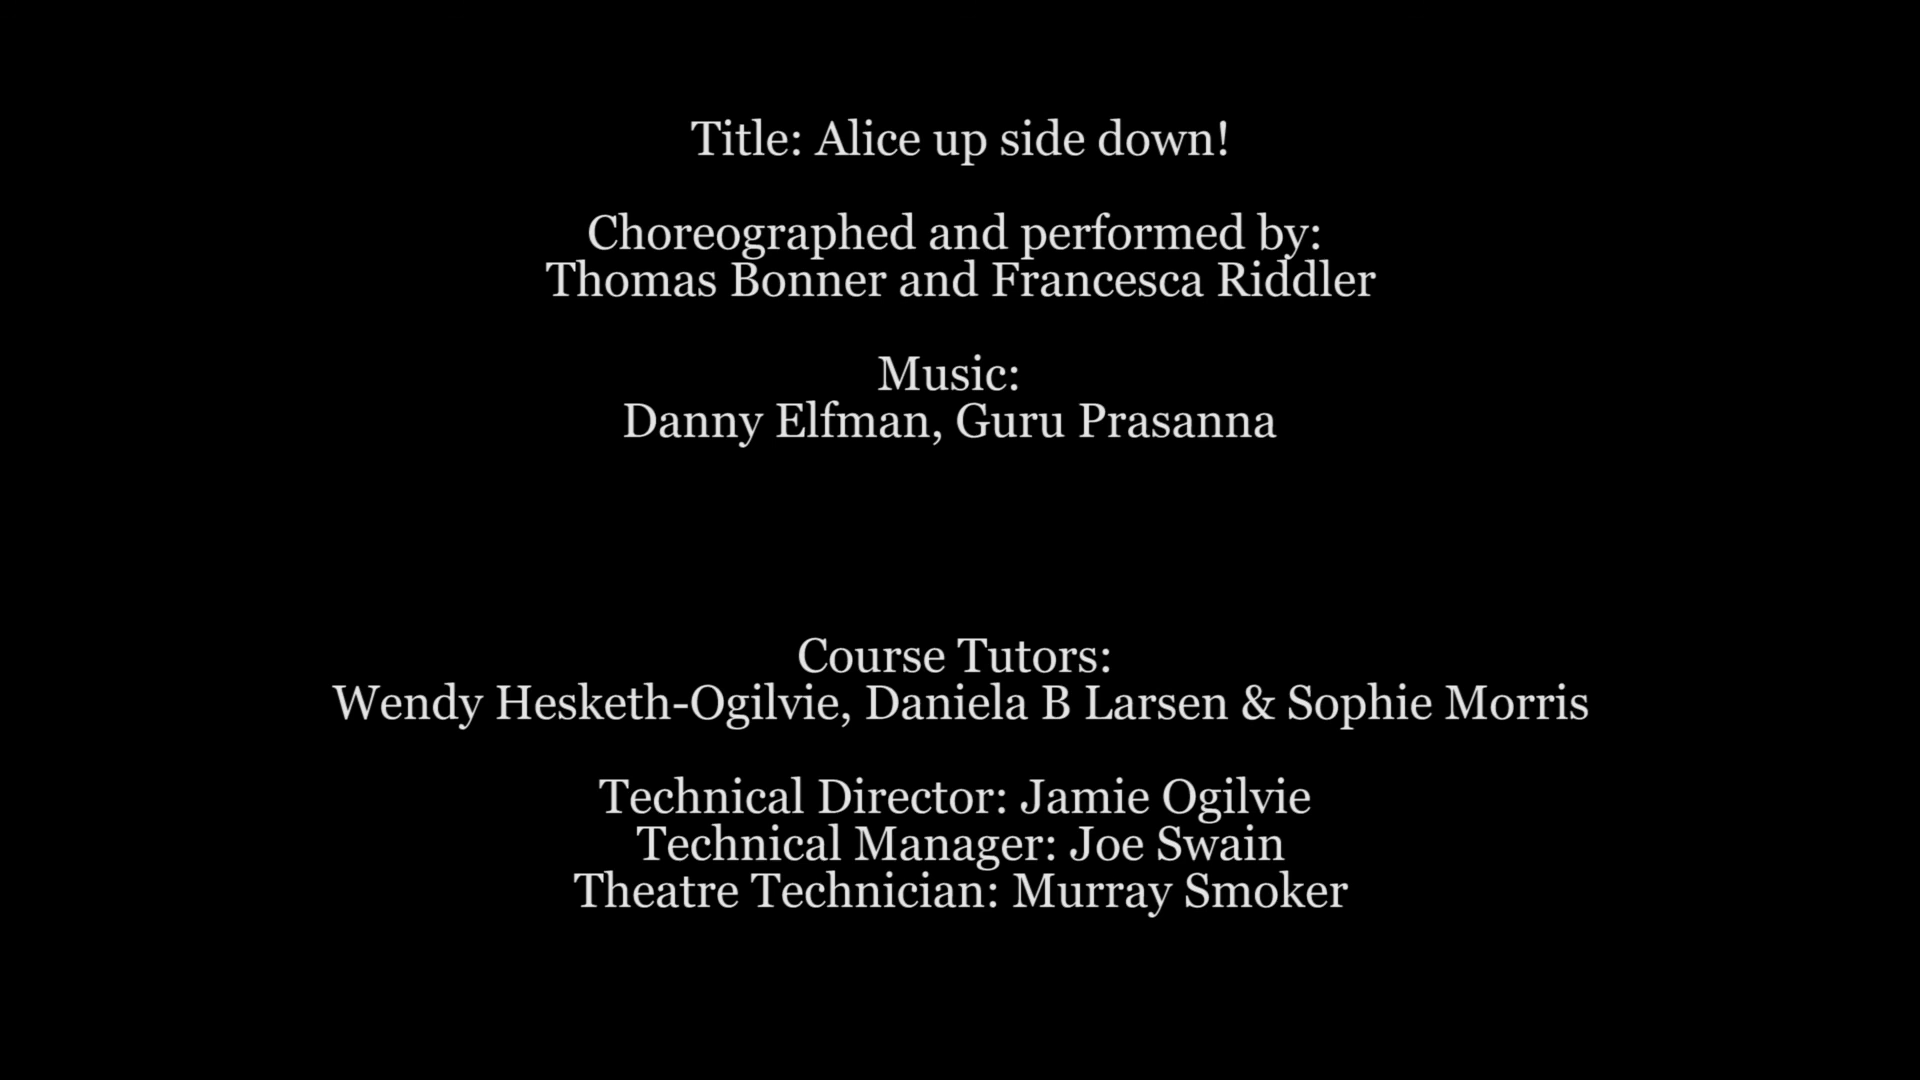 Title: Alice up side down!
Choreographed and performed by:
Thomas Bonner and Francesca Riddler
Music:
Danny Elfman, Guru Prasanna
Course Tutors:
Wendy Hesketh-Ogilvie, Daniela B Larsen & Sophie Morris
Technical Director: Jamie Ogilvie
Technical Manager: Joe Swain
Theatre Technician: Murray Smoker